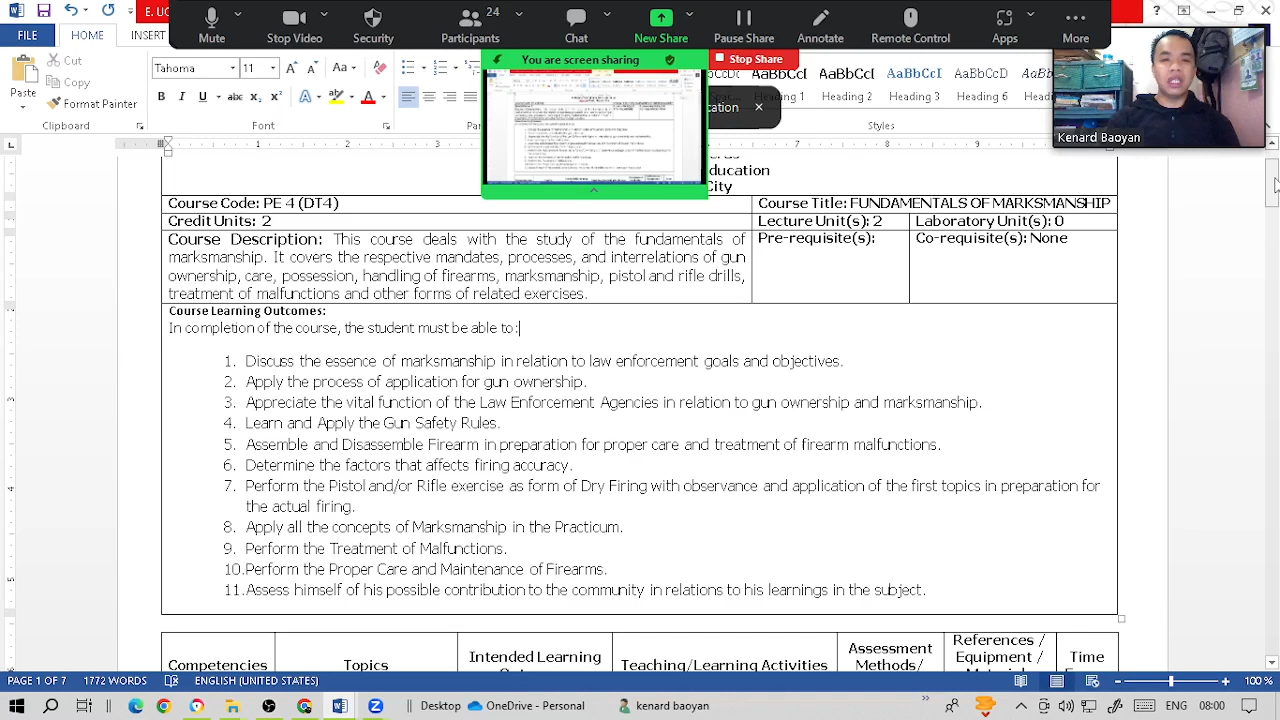 E. UC
24
Mute
Stop Video
Security
Participants
Chat
New Share
Pause Share
Annotate
Remote Control
Apps
More
FILE
HOME
INSERT
You are screen sharing
Stop Share
Cut
Paste
Format Painter
Tahoma
Aa
AaBbCcI
Heading 3
Kenard Baoyan
ducation
City
Course Code: PE 4 (DT4)
Course Title: FUNDAMENTALS OF MARKSMANSHIP
Credit Units: 2
Lecture Unit(s): 2
Laboratory Unit(s): 0
Course Description: This course deals with the study of the fundamentals of
marksmanship. It covers the respective mandates, processes, and interrelations of gun
ownership, care, possession, handling of firearms, marksmanship, pistol and rifle drills,
treatment of malfunctions and other forms of related exercises.
Pre-requisite(s):
Co-requisite(s): None
Course Learning Outcomes:
In completion of the course, the student must be able to:
1. Discuss the essence of marksmanship in relation to law enforcement goals and objectives.
2. Apply the process of application for gun ownership.
3. Appreciate the vital function of the Law Enforcement Agencies in relation to gun ownership and marksmanship.
4. Learn and Apply the Gun Safety Rules.
5. Assemble and Disassemble Firearm in preparation for proper care and treatment of firearm malfunctions.
6. Determine the factors that affects firing accuracy.
7. Perform the Pistol and/or Rifle exercise as form of Dry Firing with observance and application of the first topics in preparation for
the actual firing.
8. Apply all the concepts of Marksmanship in the Practicum.
9. Perform the Treatment of Malfunctions.
10.Perform the Proper Care and Maintenance of Firearms.
11.Assess himself of his possible contribution to the community in relations to his learnings in the subject.
Competencies
Topics
Intended Learning
Teaching/Learning Activities
Assessment
Methods/
References /
Equipment /
Time
PAGE 1 OF 7
1772 WORDS
ENGLISH (UNITED STATES)
100 %
Desktop
OneDrive - Personal
kenard baoyan
ENG
08:00